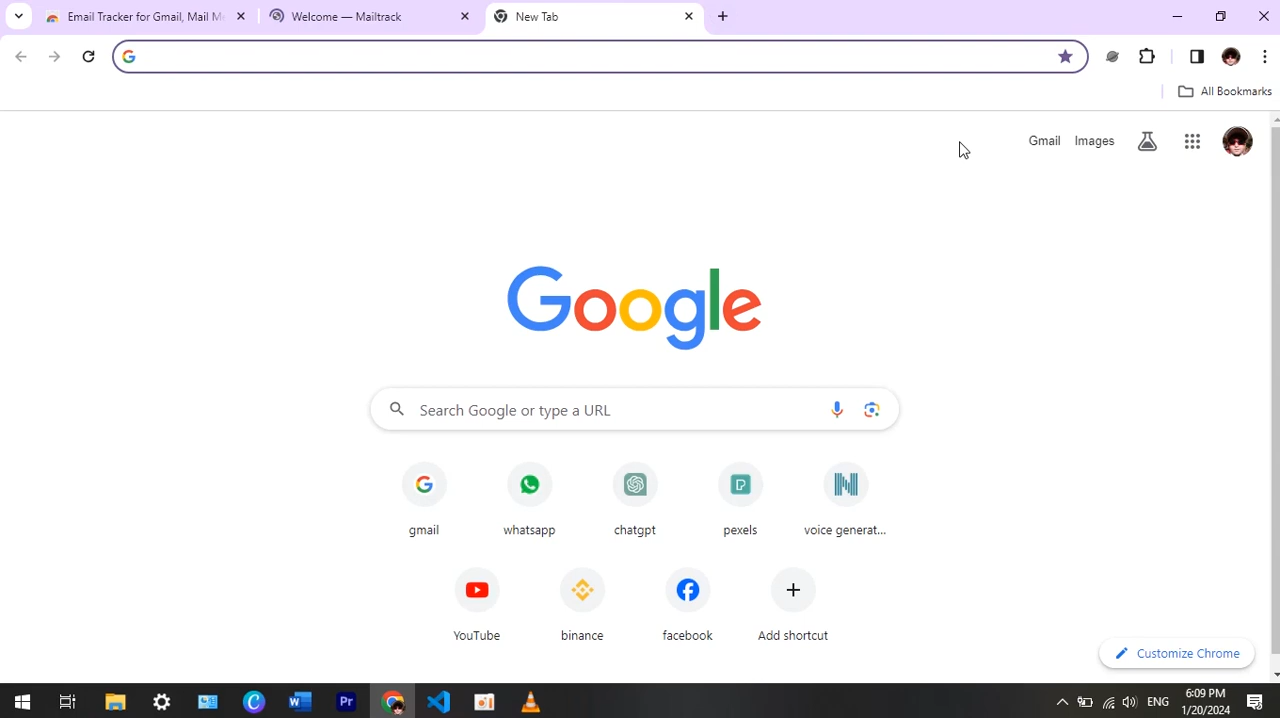 Email Tracker for Gmail, Mail M
Welcome — Mailtrack
New Tab
All Bookmarks
Gmail
Images
Google
Search Google or type a URL
gmail
whatsapp
chatgpt
pexels
voice generat...
YouTube
binance
facebook
Add shortcut
Customize Chrome
ENG
6:09 PM
1/20/2024